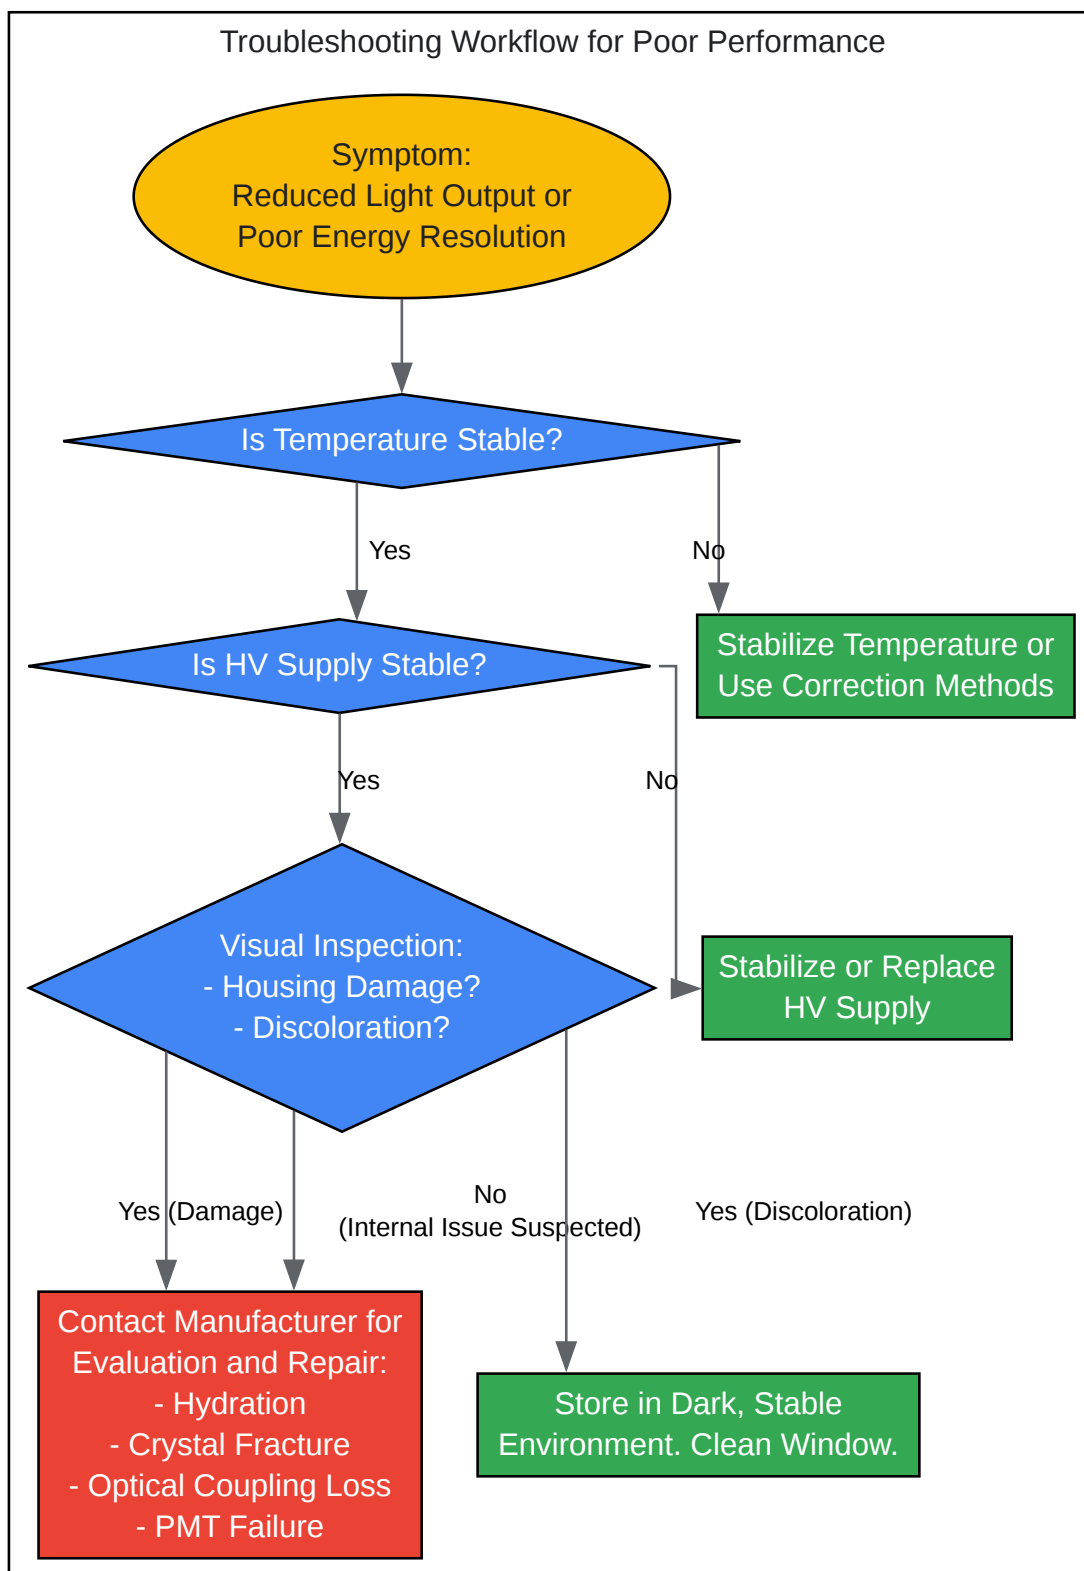 Troubleshooting Workflow for Poor Performance
Symptom:
Reduced Light Output or
Poor Energy Resolution
Is Temperature Stable?
Yes
No
Stabilize Temperature or
Use Correction Methods
Is HV Supply Stable?
Yes
No
Visual Inspection:
- Housing Damage?
- Discoloration?
Stabilize or Replace
HV Supply
Yes (Damage)
No
(Internal Issue Suspected)
Yes (Discoloration)
Contact Manufacturer for
Evaluation and Repair:
- Hydration
- Crystal Fracture
- Optical Coupling Loss
- PMT Failure
Store in Dark, Stable
Environment. Clean Window.